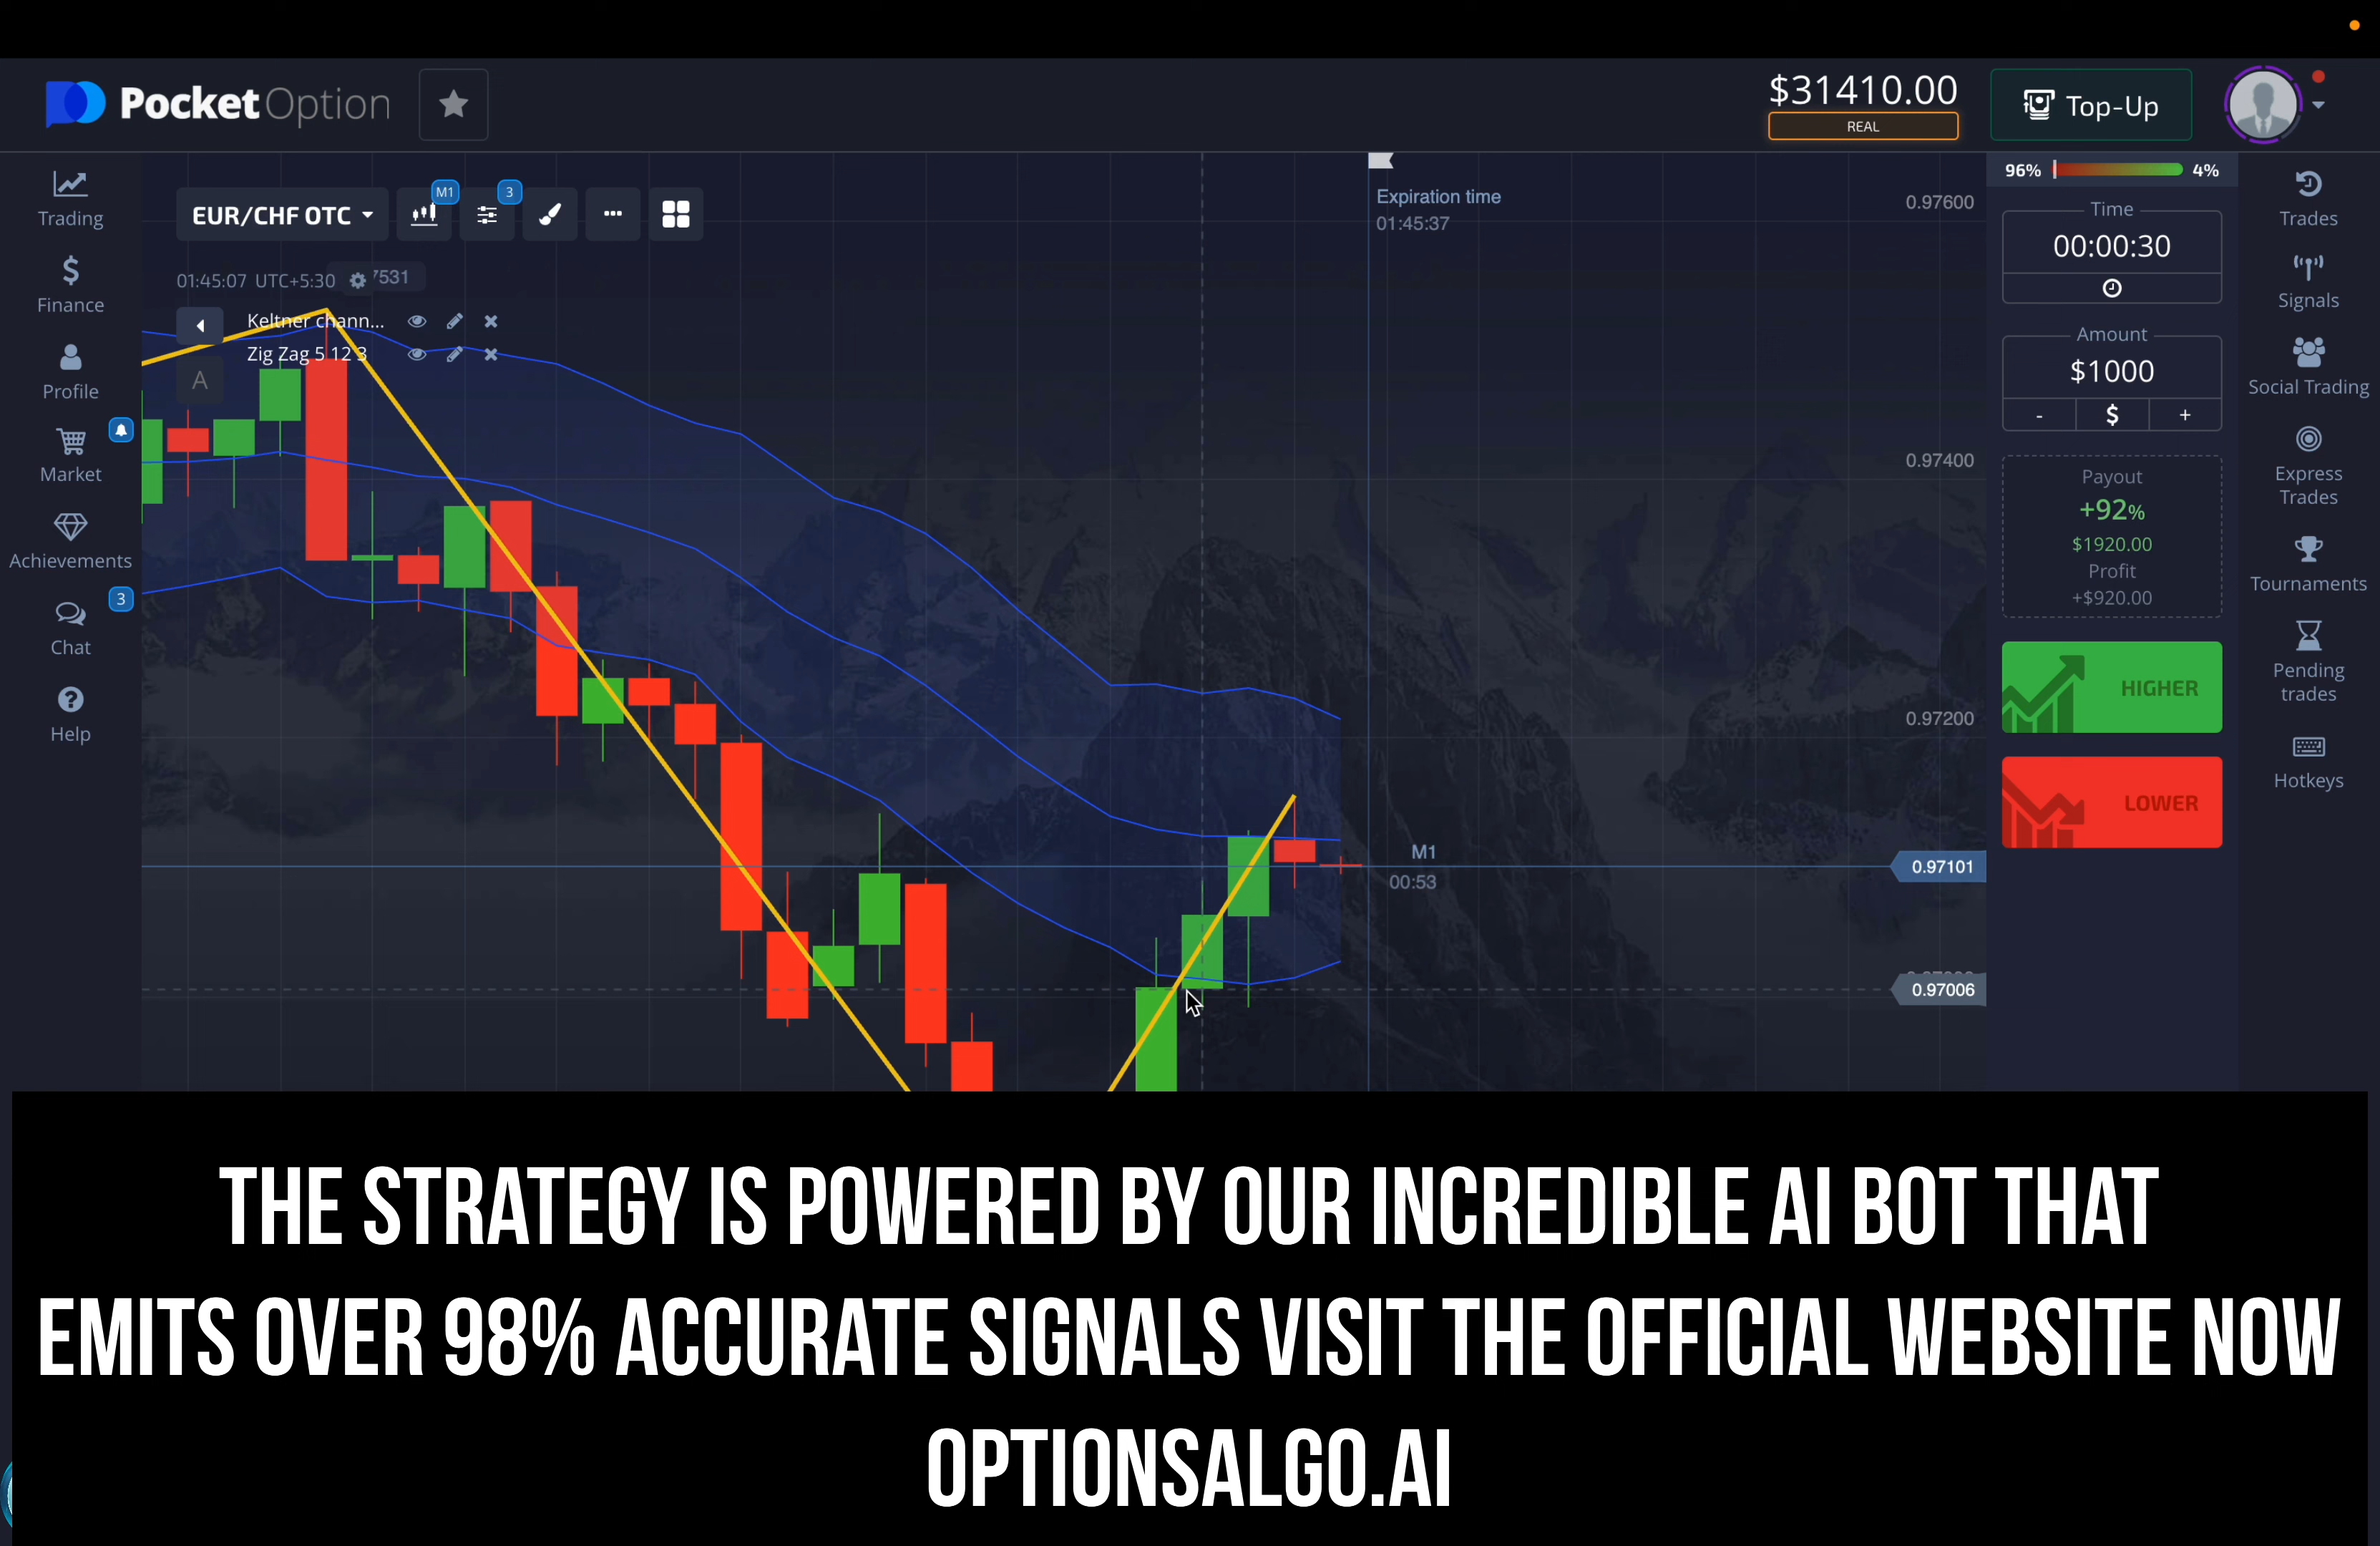 PocketOption
$31410.00
REAL
Top-Up
Trading
Finance
Profile
Market
Achievements
3
Chat
Help
EUR/CHF OTC
M1
3
01:45:07 UTC+5:30
7531
Keltner chann...
Zig Zag 5 12 3
A
Expiration time
01:45:37
0.97600
0.97400
0.97200
M1
00:53
0.97101
0.97006
96%
4%
Time
00:00:30
Amount
$1000
- $ +
Payout
+92%
$1920.00
Profit
+$920.00
HIGHER
LOWER
Trades
Signals
Social Trading
Express
Trades
Tournaments
Pending
trades
Hotkeys
THE STRATEGY IS POWERED BY OUR INCREDIBLE AI BOT THAT
EMITS OVER 98% ACCURATE SIGNALS VISIT THE OFFICIAL WEBSITE NOW
OPTIONSALGO.AI